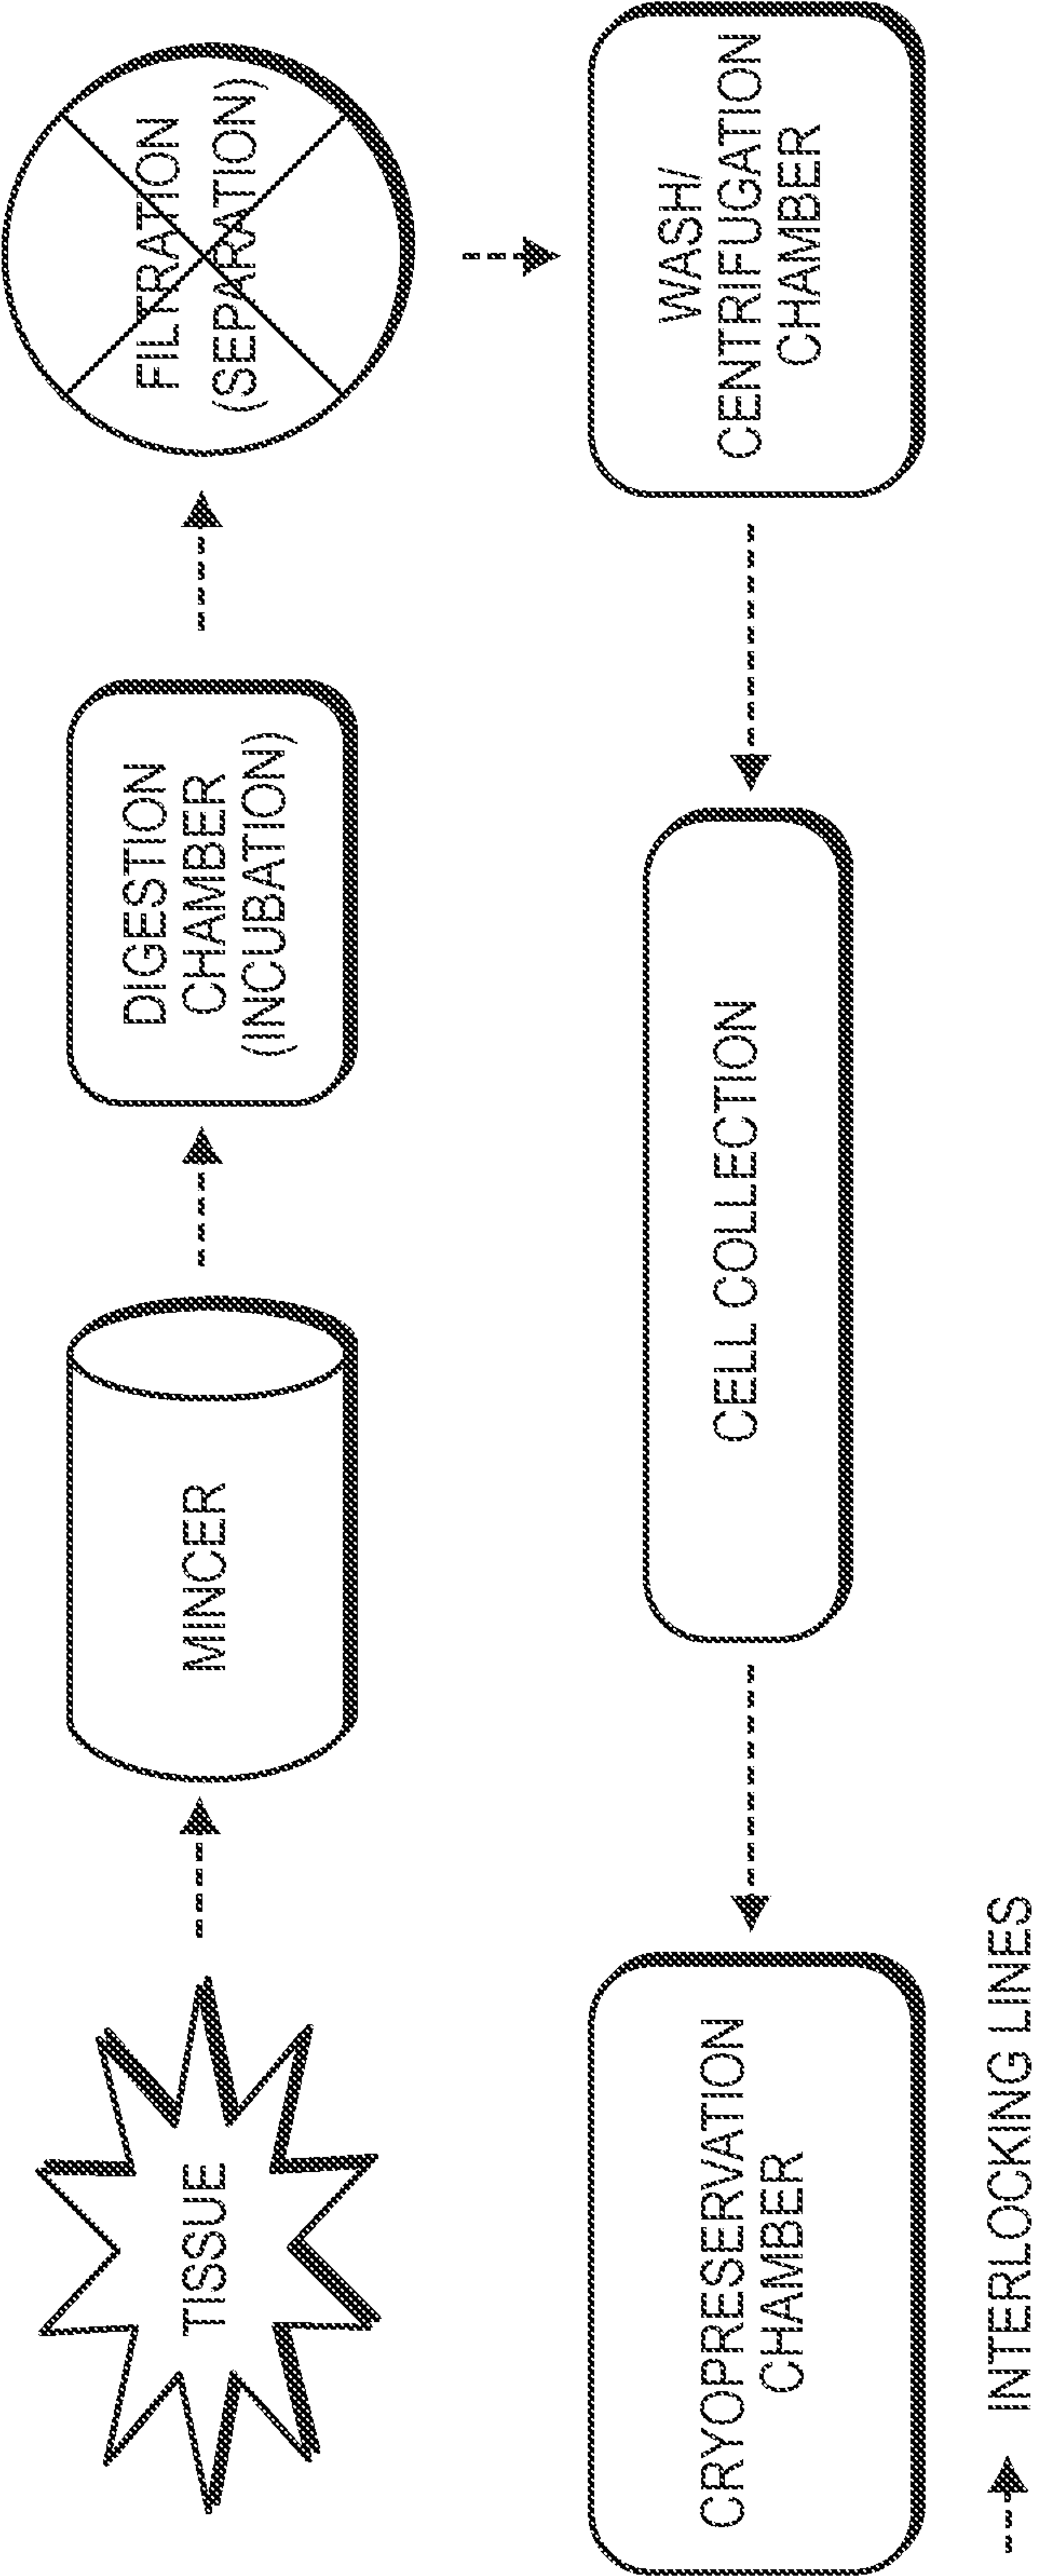 TISSUE
MINCER
DIGESTION
CHAMBER
(INCUBATION)
FILTRATION
(SEPARATION)
WASH/
CENTRIFUGATION
CHAMBER
CELL COLLECTION
CRYOPRESERVATION
CHAMBER
INTERLOCKING LINES